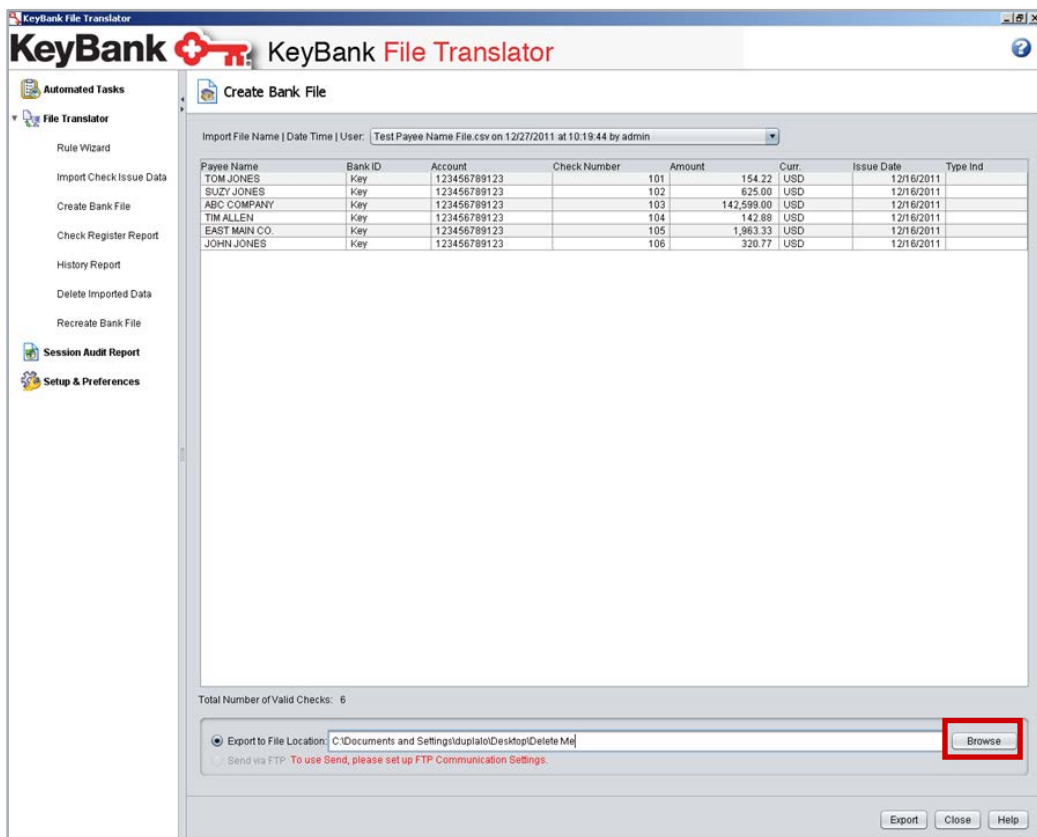 KeyBank File Translator
KeyBank KeyBank File Translator
Automated Tasks
File Translator
Rule Wizard
Import Check Issue Data
Create Bank File
Check Register Report
History Report
Delete Imported Data
Recreate Bank File
Session Audit Report
Setup & Preferences
Create Bank File
Import File Name | Date Time | User: Test Payee Name File.csv on 12/27/2011 at 10:19:44 by admin
Payee Name Bank ID Account Check Number Amount Curr. Issue Date Type Ind
TOM JONES Key 123456789123 101 154.22 USD 12/16/2011
SUZY JONES Key 123456789123 102 625.00 USD 12/16/2011
ABC COMPANY Key 123456789123 103 142,599.00 USD 12/16/2011
TIM ALLEN Key 123456789123 104 142.88 USD 12/16/2011
EAST MAIN CO. Key 123456789123 105 1,963.33 USD 12/16/2011
JOHN JONES Key 123456789123 106 320.77 USD 12/16/2011
Total Number of Valid Checks: 6
Export to File Location: C:\Documents and Settings\duplalo\Desktop\Delete Me Browse
Send via FTP To use Send, please set up FTP Communication Settings.
Export Close Help